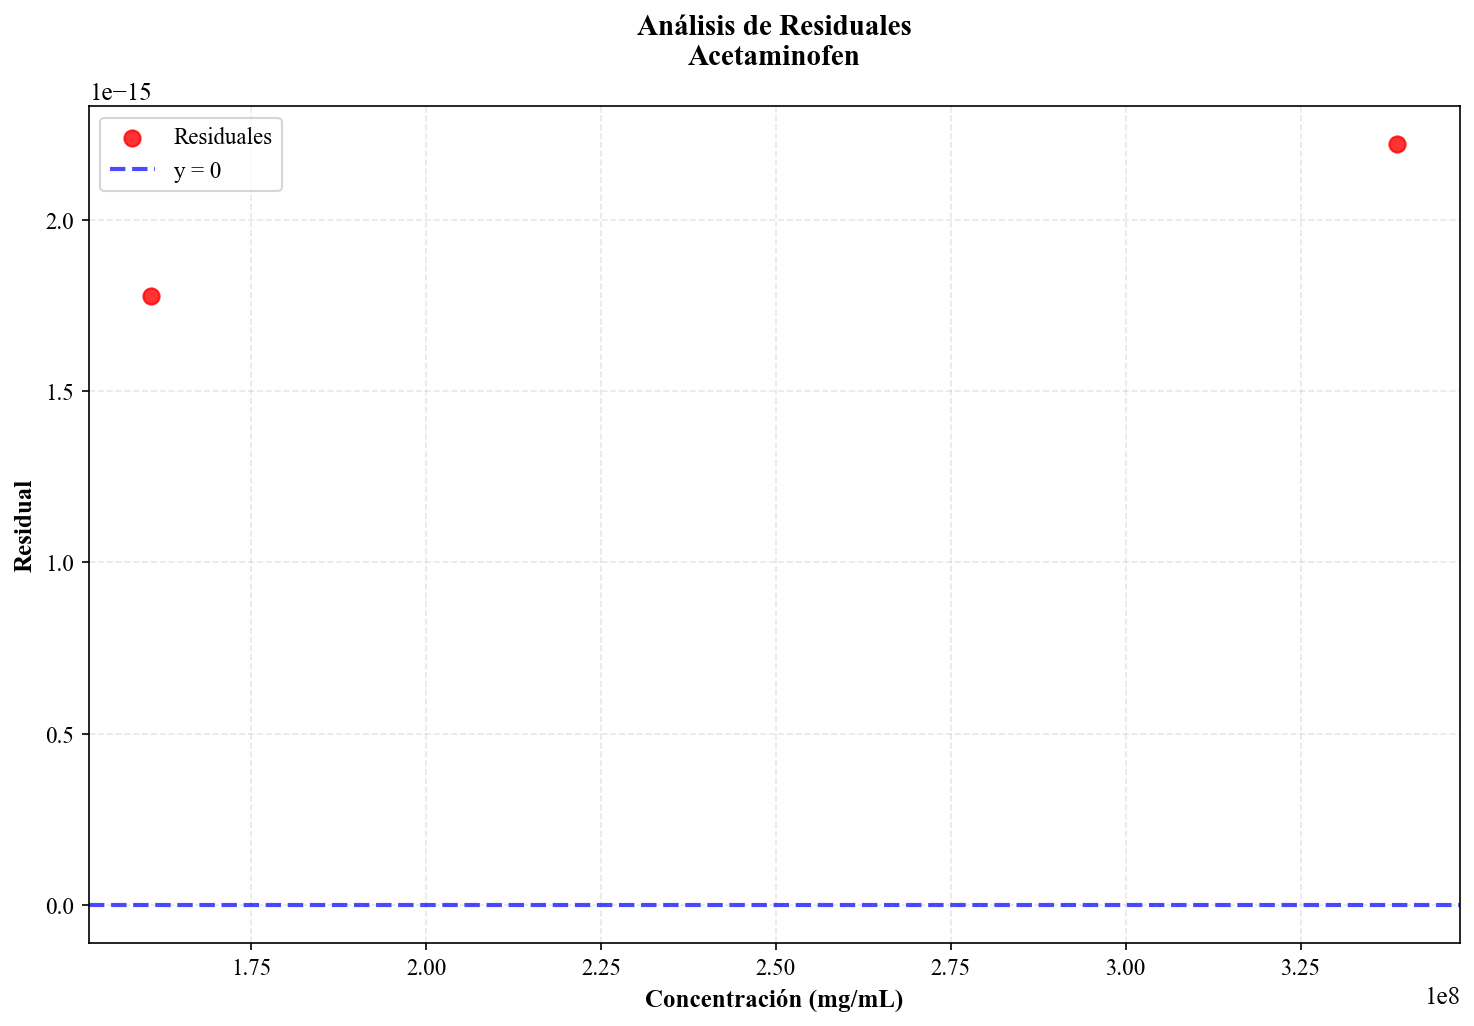 Análisis de Residuales
Acetaminofen
1e−15
Residuales
y = 0
2.0
1.5
1.0
0.5
0.0
Residual
1.75
2.00
2.25
2.50
2.75
3.00
3.25
Concentración (mg/mL)
1e8